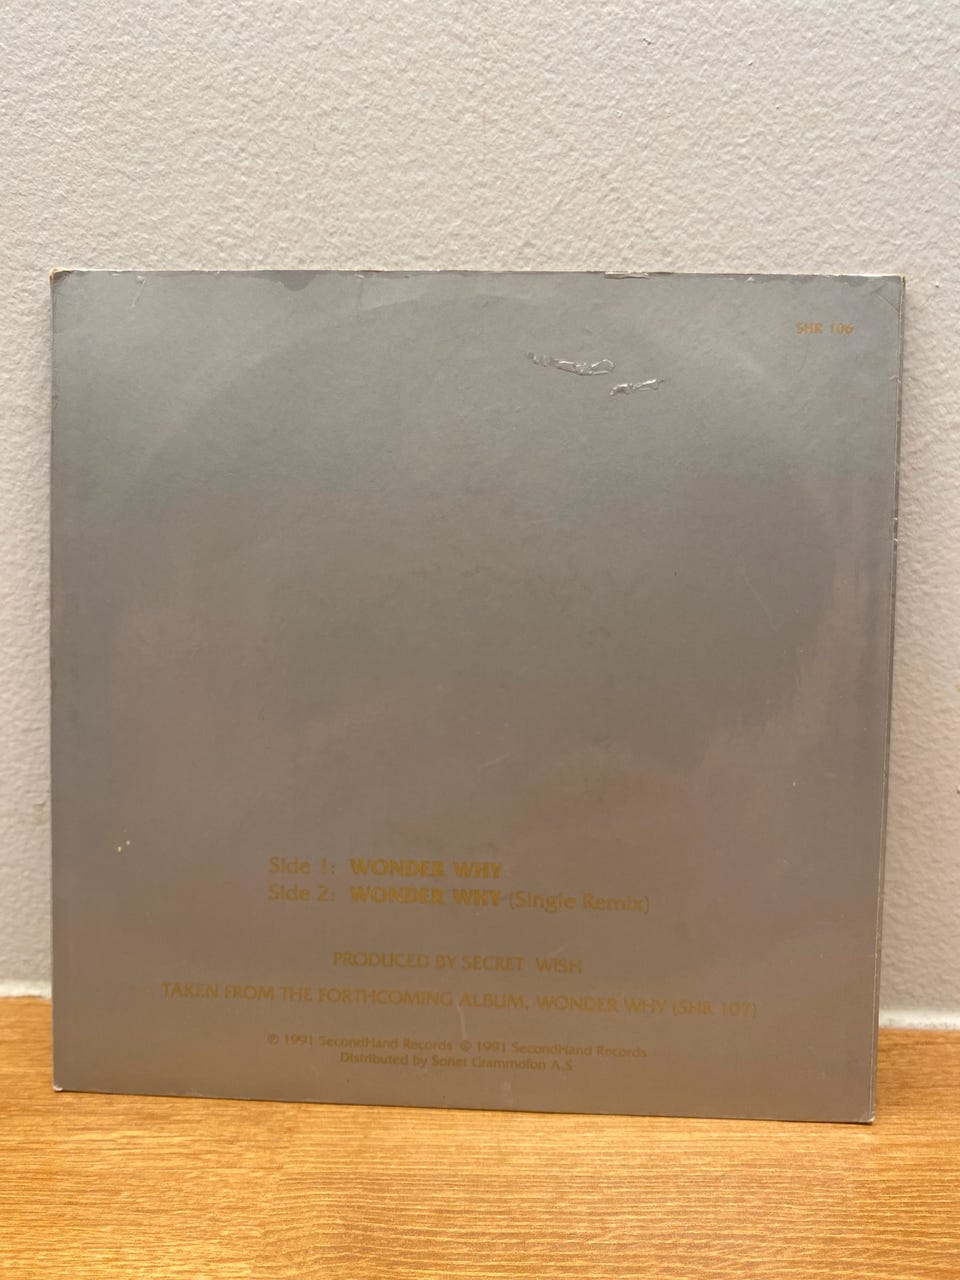 SHR 106
Side 1: WONDER WHY
Side 2: WONDER WHY (Single Remix)
PRODUCED BY SECRET WISH
TAKEN FROM THE FORTHCOMING ALBUM, WONDER WHY (SHR 107)
℗ 1991 SecondHand Records © 1991 SecondHand Records
Distributed by Sonet Grammofon A.S